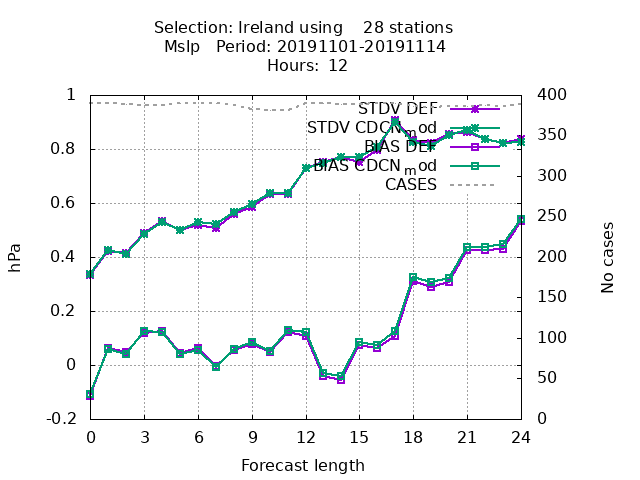 Selection: Ireland using    28 stations
Mslp   Period: 20191101-20191114
Hours: 12
1
0.8
0.6
0.4
0.2
0
-0.2
hPa
400
350
300
250
200
150
100
50
0
No cases
STDV DEF
STDV CDCN_mod
BIAS DEF
BIAS CDCN_mod
CASES
0 3 6 9 12 15 18 21 24
Forecast length